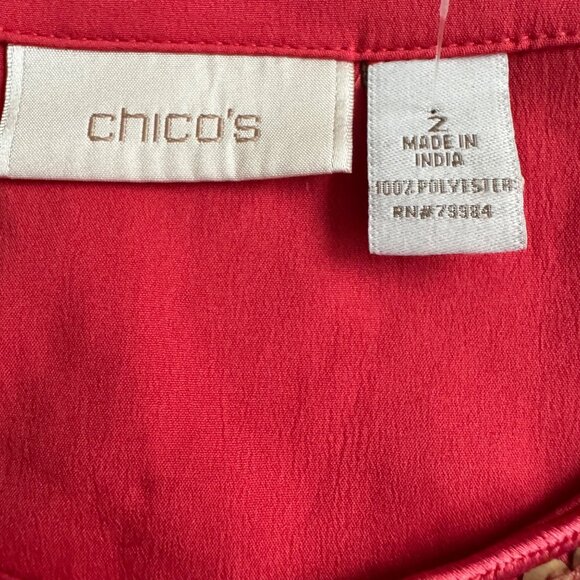 chico's
2
MADE IN
INDIA
100% POLYESTER
RN#79984